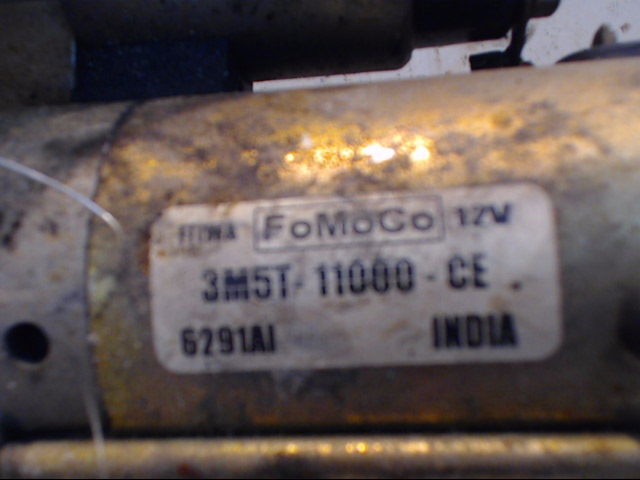 FoMoCo 12V
3M5T-11000-CE
6291AI INDIA